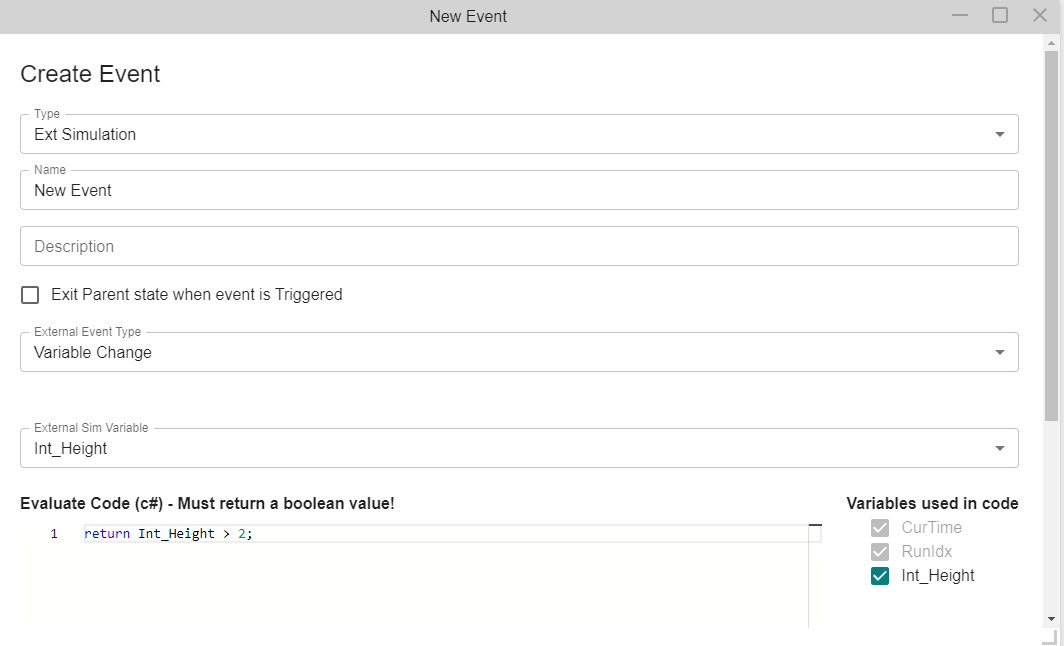 New Event
Create Event
Type
Ext Simulation
Name
New Event
Description
Exit Parent state when event is Triggered
External Event Type
Variable Change
External Sim Variable
Int_Height
Evaluate Code (c#) - Must return a boolean value!
Variables used in code
1 return Int_Height > 2;
CurTime
RunIdx
Int_Height